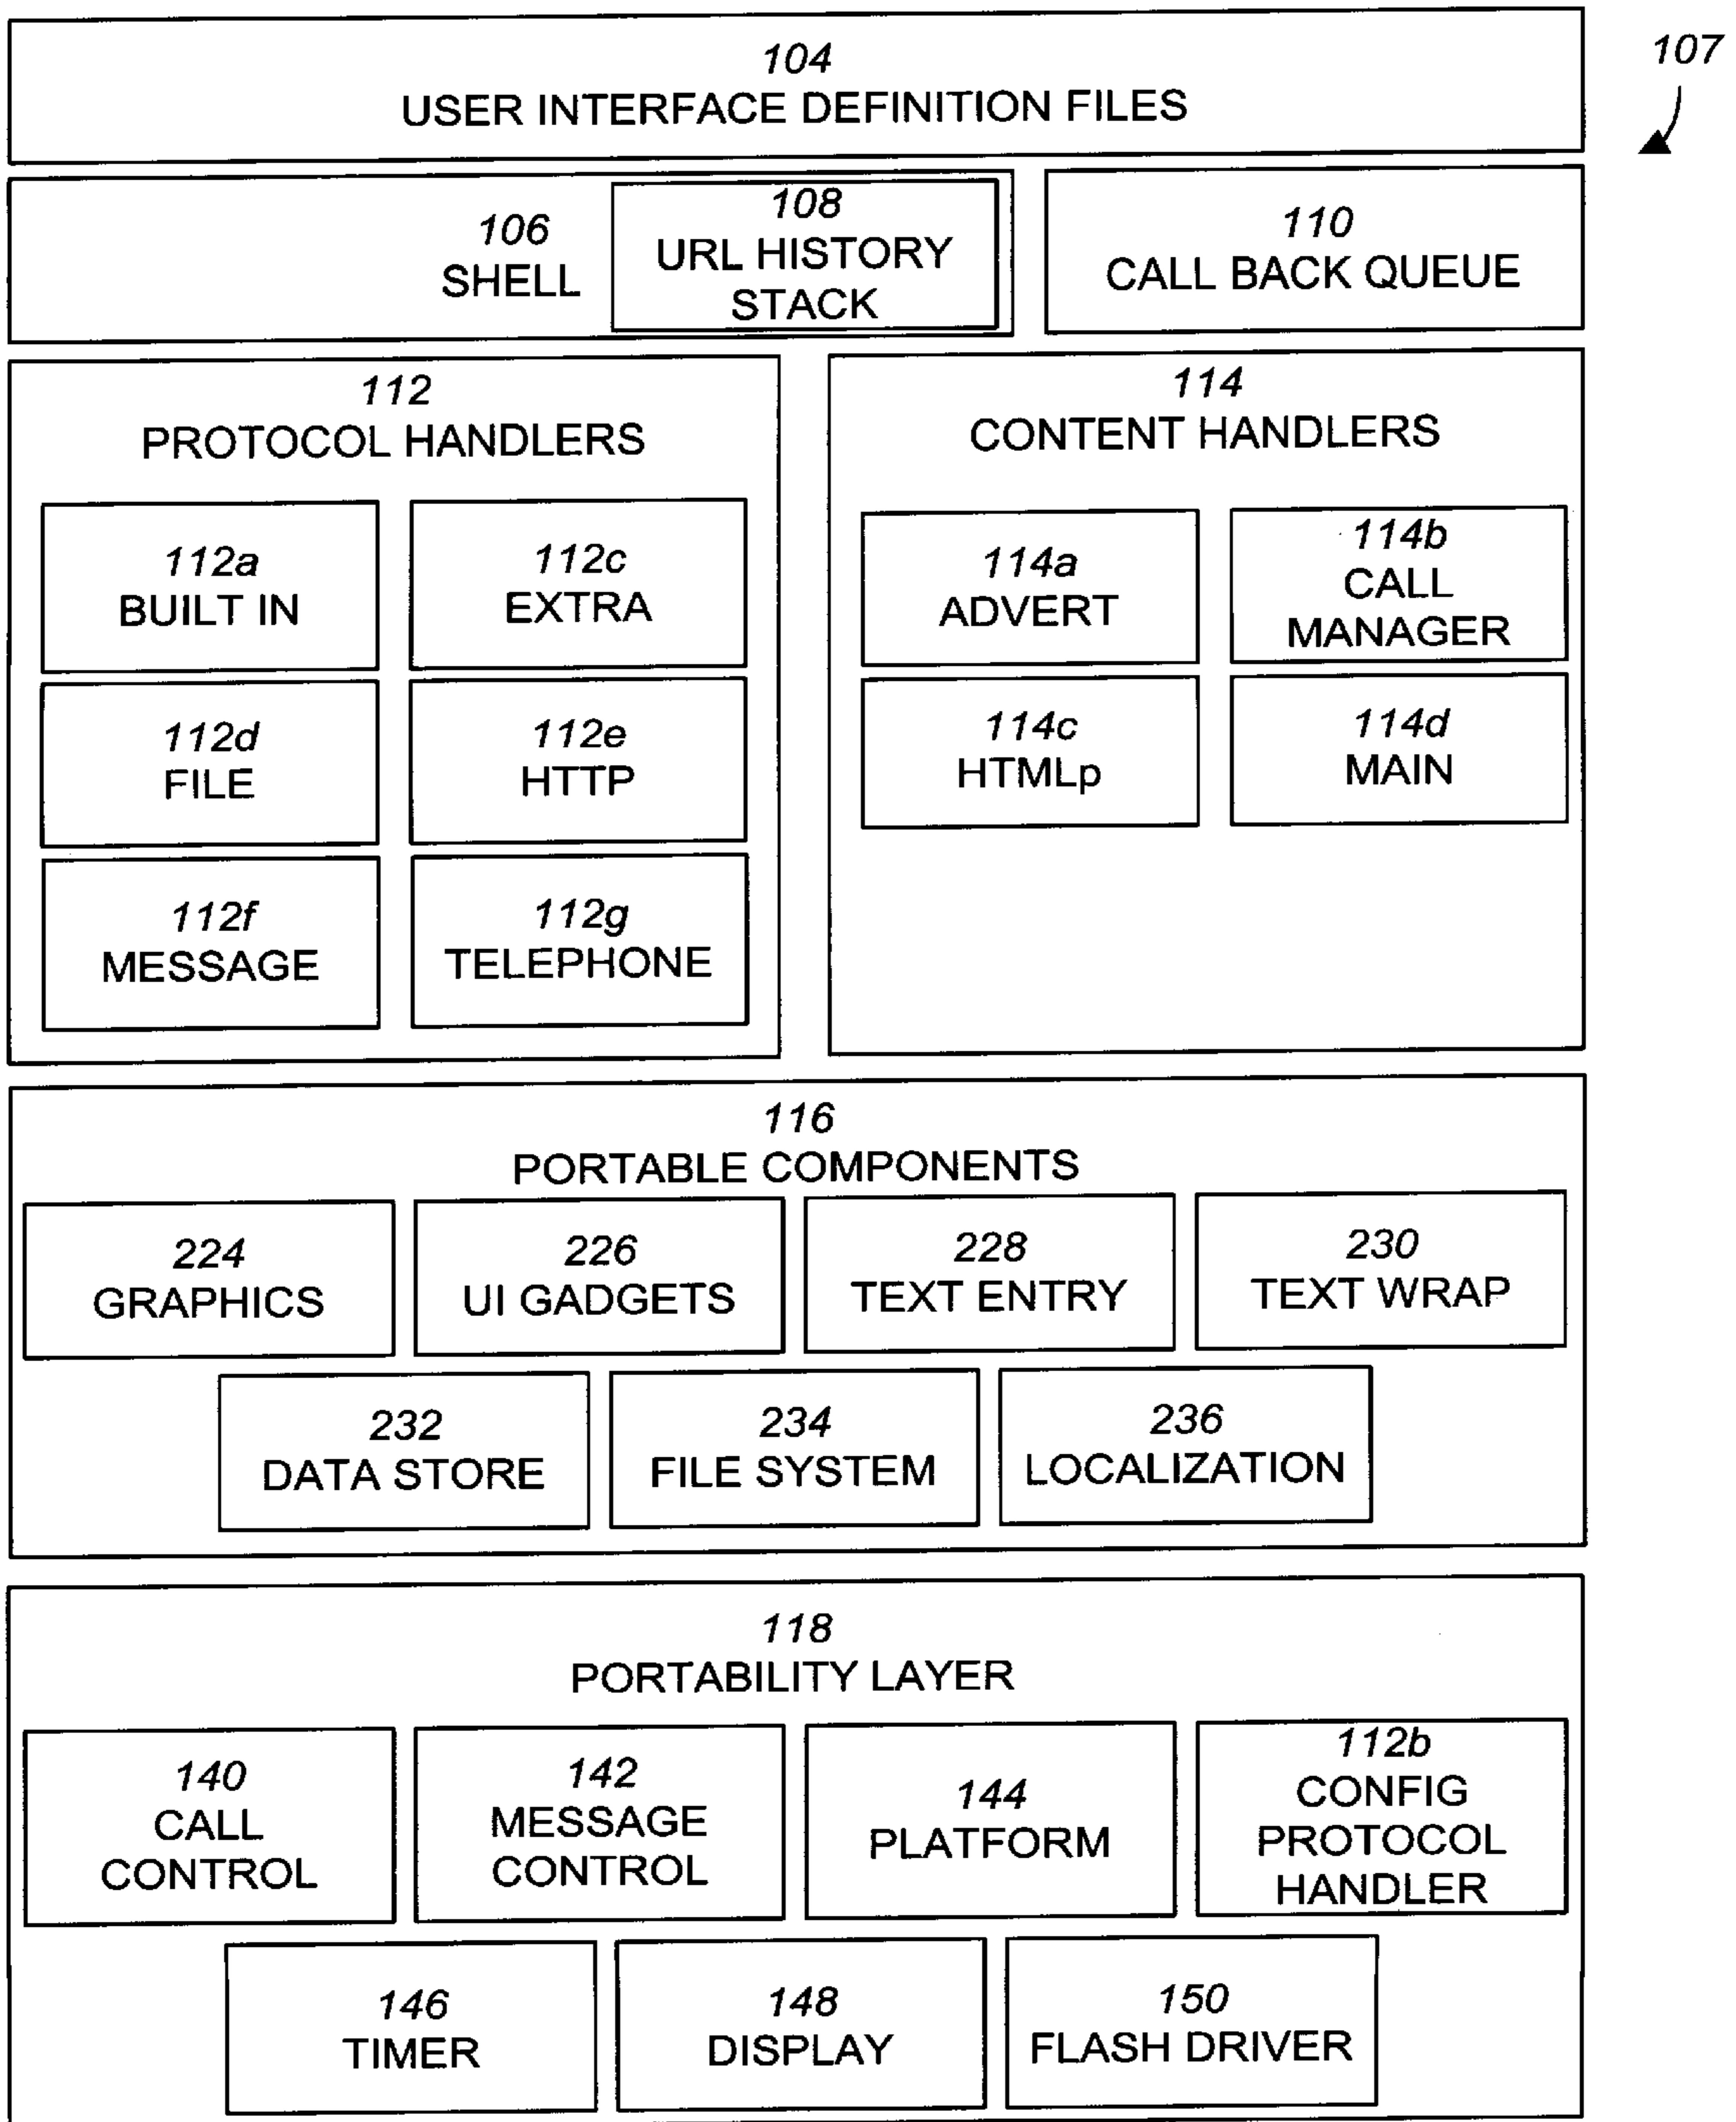 104
USER INTERFACE DEFINITION FILES
107
106
SHELL
108
URL HISTORY
STACK
110
CALL BACK QUEUE
112
PROTOCOL HANDLERS
112a
BUILT IN
112c
EXTRA
112d
FILE
112e
HTTP
112f
MESSAGE
112g
TELEPHONE
114
CONTENT HANDLERS
114a
ADVERT
114b
CALL
MANAGER
114c
HTMLp
114d
MAIN
116
PORTABLE COMPONENTS
224
GRAPHICS
226
UI GADGETS
228
TEXT ENTRY
230
TEXT WRAP
232
DATA STORE
234
FILE SYSTEM
236
LOCALIZATION
118
PORTABILITY LAYER
140
CALL
CONTROL
142
MESSAGE
CONTROL
144
PLATFORM
112b
CONFIG
PROTOCOL
HANDLER
146
TIMER
148
DISPLAY
150
FLASH DRIVER